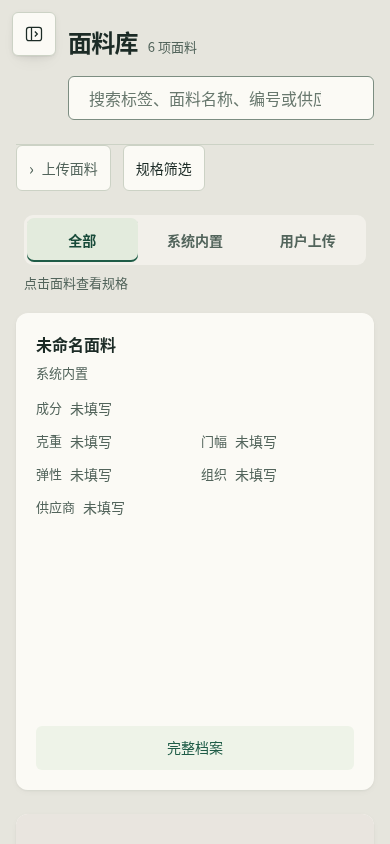 面料库 6 项面料
搜索标签、面料名称、编号或供
› 上传面料 规格筛选
全部 系统内置 用户上传
点击面料查看规格
未命名面料
系统内置
成分 未填写
克重 未填写 门幅 未填写
弹性 未填写 组织 未填写
供应商 未填写
完整档案